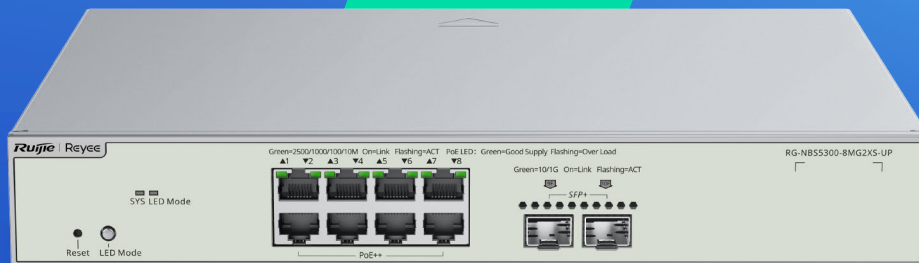 Ruijie | Reyee
Green=2500/1000/100/10M On=Link Flashing=ACT PoE LED: Green=Good Supply Flashing=Over Load
▲1 ▼2 ▲3 ▼4 ▲5 ▼6 ▲7 ▼8
Green=10/1G On=Link Flashing=ACT
SFP+
RG-NBS5300-8MG2XS-UP
SYS LED Mode
Reset LED Mode
PoE++